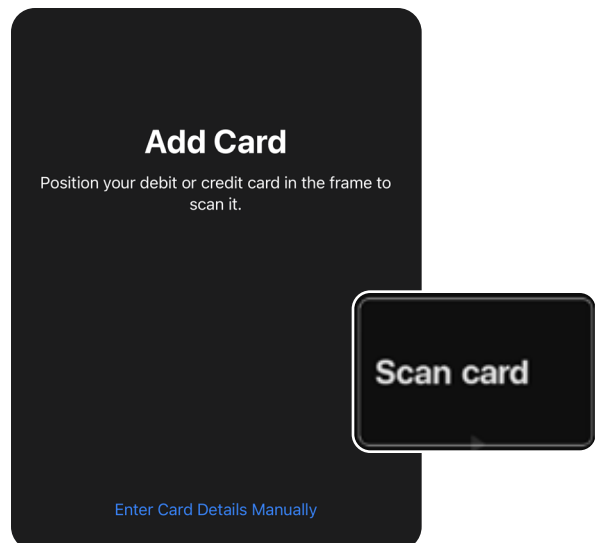 Add Card
Position your debit or credit card in the frame to
scan it.
Scan card
Enter Card Details Manually